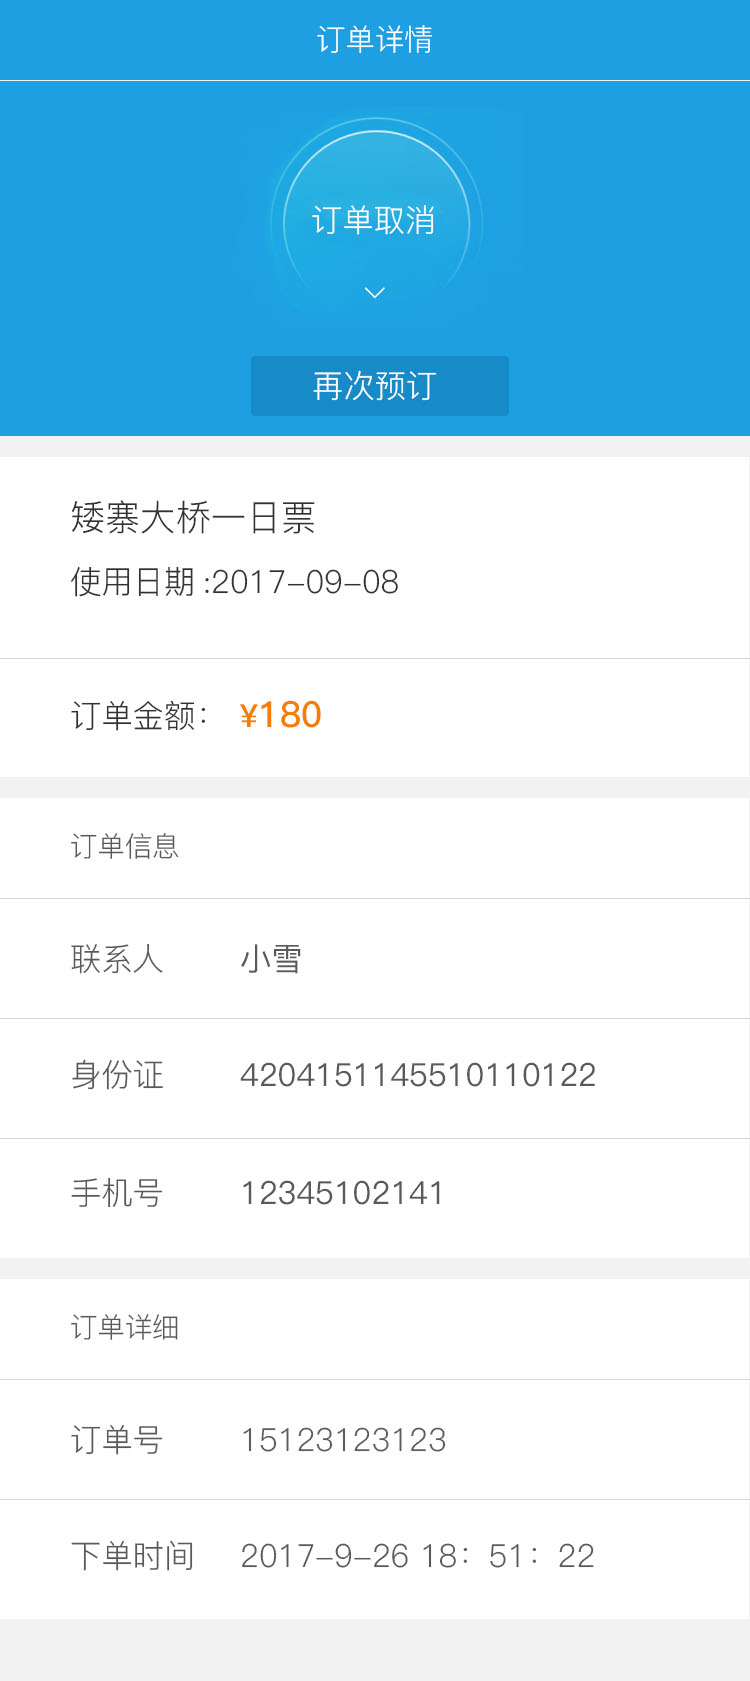 订单详情
订单取消
再次预订
矮寨大桥一日票
使用日期 :2017-09-08
订单金额： ¥180
订单信息
联系人 小雪
身份证 4204151145510110122
手机号 12345102141
订单详细
订单号 15123123123
下单时间 2017-9-26 18：51：22